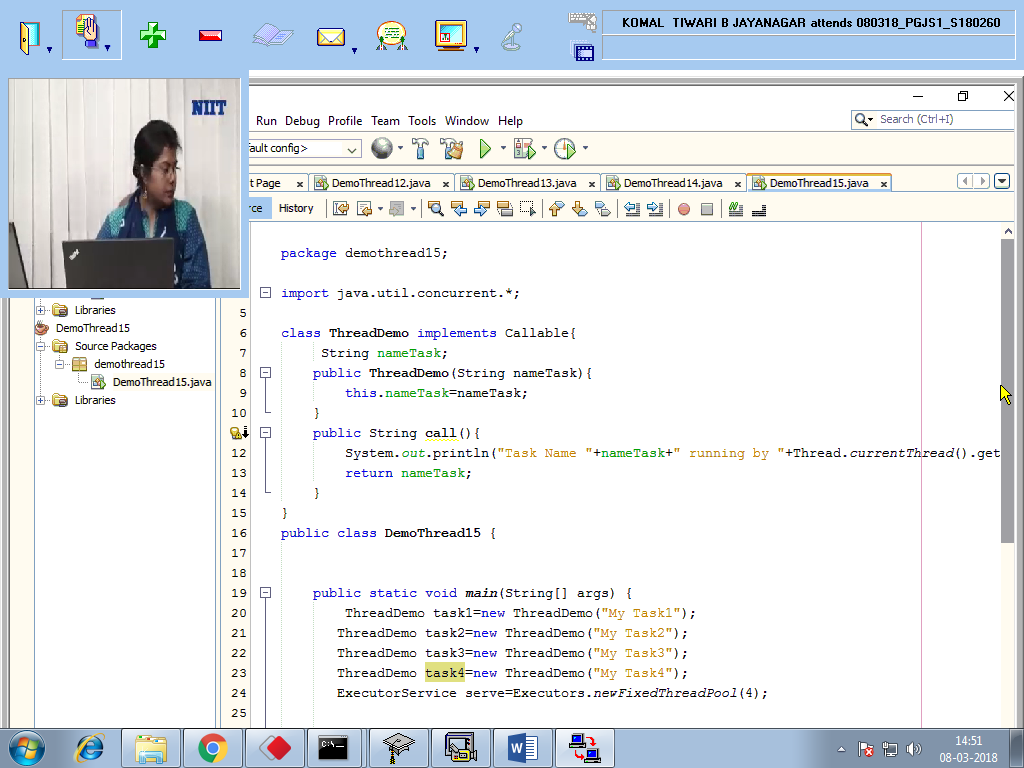 KOMAL TIWARI B JAYANAGAR attends 080318_PGJS1_S180260
NIIT
Run Debug Profile Team Tools Window Help
Search (Ctrl+I)
ault config>
t Page DemoThread12.java DemoThread13.java DemoThread14.java DemoThread15.java
rce History
Libraries
DemoThread15
Source Packages
demothread15
DemoThread15.java
Libraries
package demothread15;
import java.util.concurrent.*;
5
6 class ThreadDemo implements Callable{
7 String nameTask;
8 public ThreadDemo(String nameTask){
9 this.nameTask=nameTask;
10 }
public String call(){
12 System.out.println("Task Name "+nameTask+" running by "+Thread.currentThread().get
13 return nameTask;
14 }
15 }
16 public class DemoThread15 {
17
18
19 public static void main(String[] args) {
20 ThreadDemo task1=new ThreadDemo("My Task1");
21 ThreadDemo task2=new ThreadDemo("My Task2");
22 ThreadDemo task3=new ThreadDemo("My Task3");
23 ThreadDemo task4=new ThreadDemo("My Task4");
24 ExecutorService serve=Executors.newFixedThreadPool(4);
25
14:51
08-03-2018